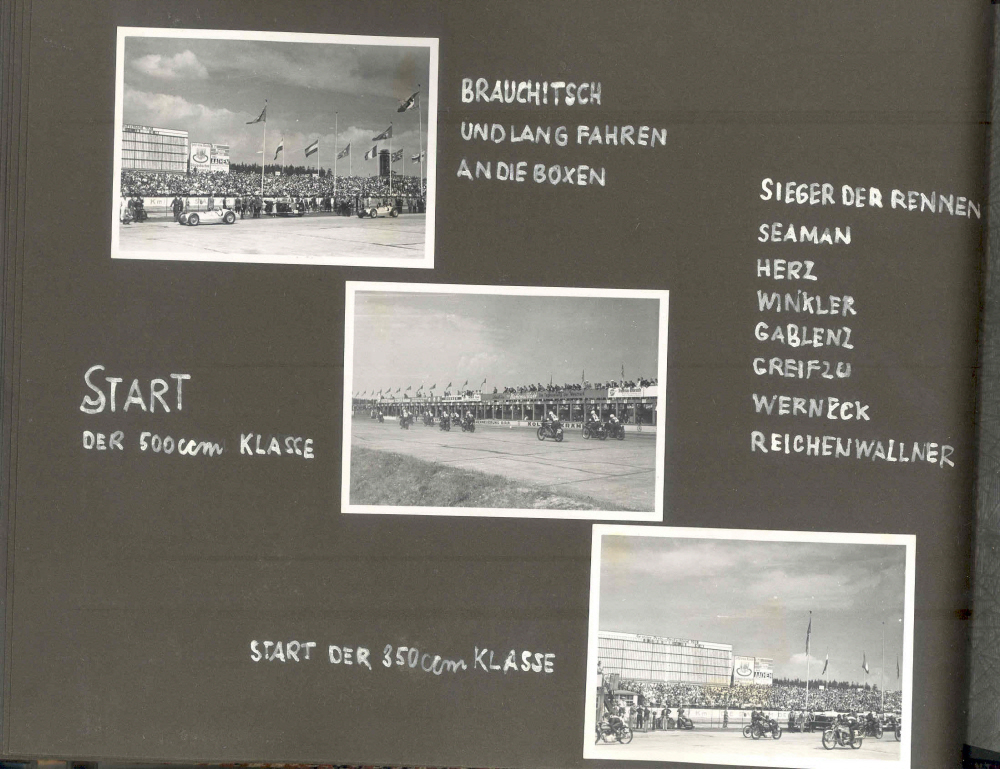 BRAUCHITSCH
UND LANG FAHREN
AN DIE BOXEN
SIEGER DER RENNEN
SEAMAN
HERZ
WINKLER
GABLENZ
GREIFZU
WERNECK
REICHENWALLNER
START
DER 500ccm KLASSE
START DER 350ccm KLASSE